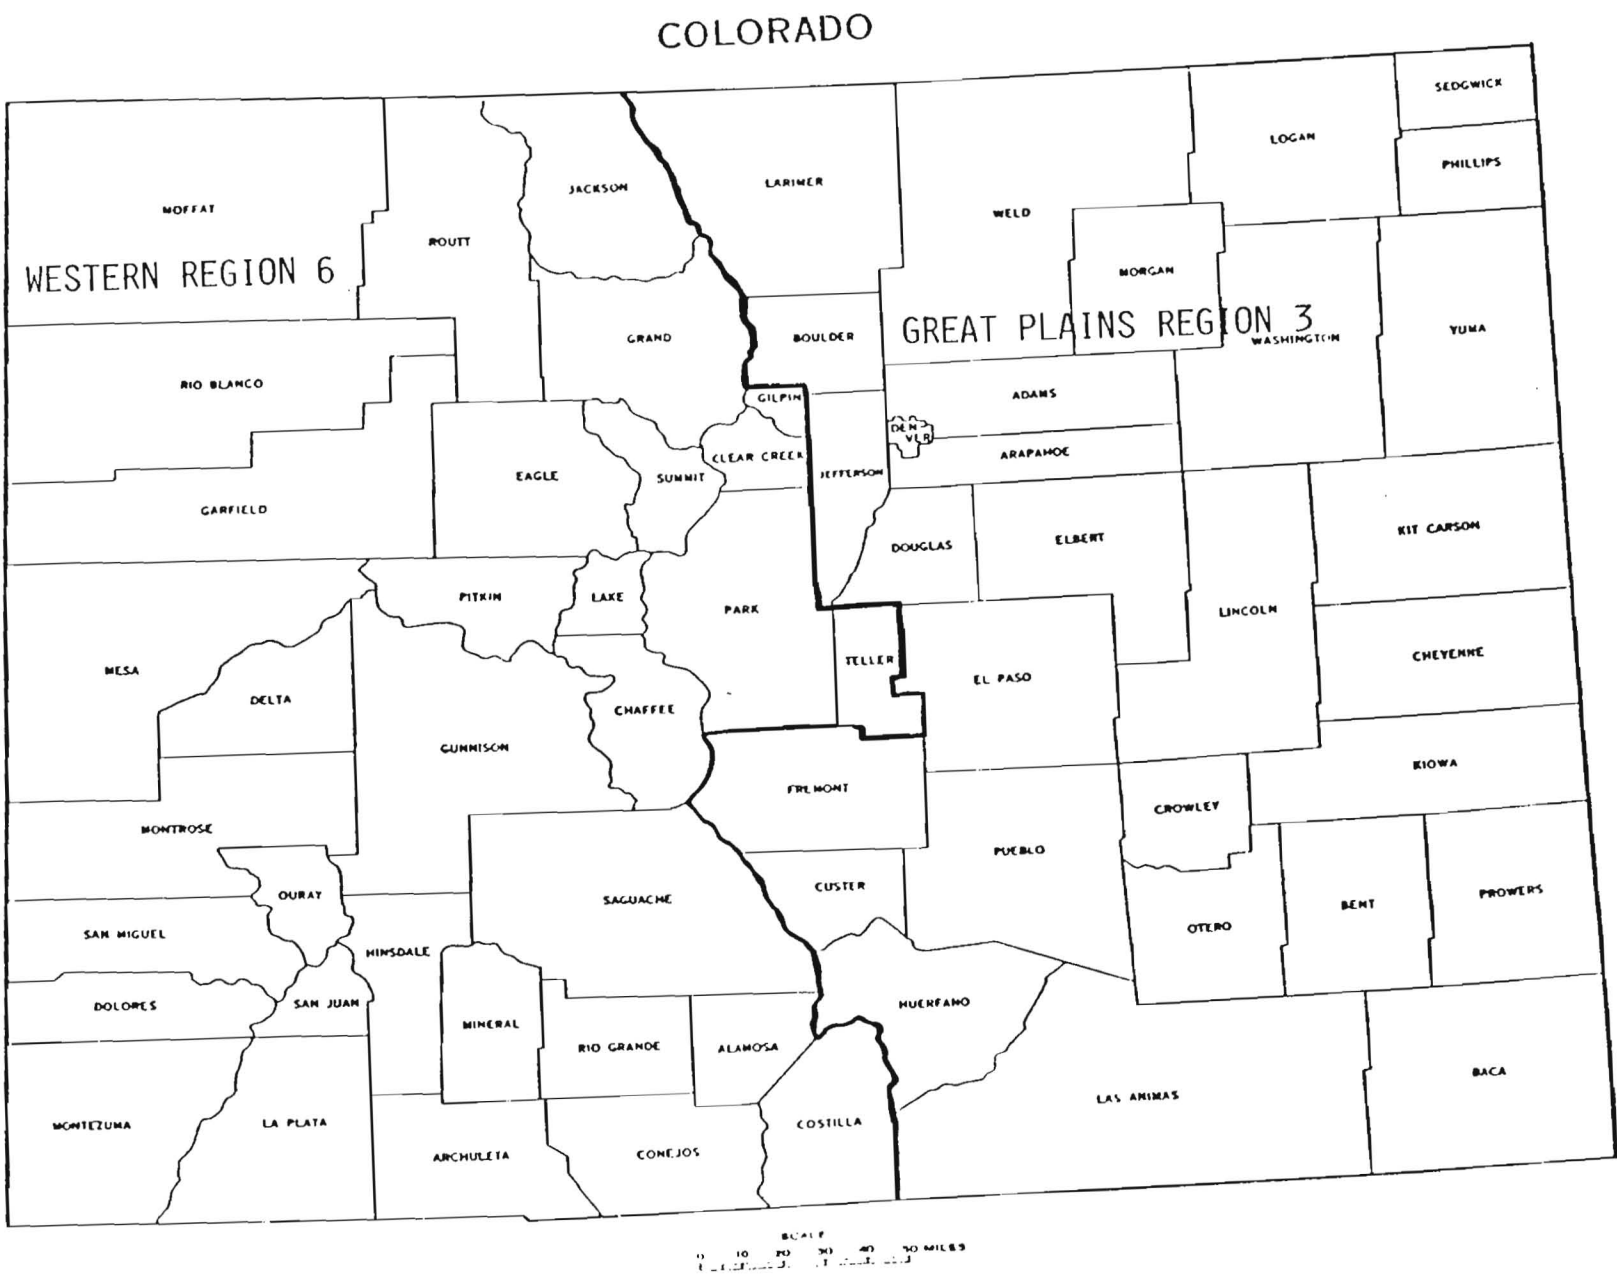 COLORADO
SEDGWICK
LOGAN
PHILLIPS
JACKSON
LARIMER
MOFFAT
WELD
ROUTT
WESTERN REGION 6
MORGAN
GREAT PLAINS REGION 3
GRAND
BOULDER
WASHINGTON
YUMA
RIO BLANCO
GILPIN
ADAMS
DEN
VER
CLEAR CREEK
ARAPAHOE
EAGLE
SUMMIT
JEFFERSON
GARFIELD
KIT CARSON
DOUGLAS
ELBERT
PITKIN
LAKE
PARK
LINCOLN
MESA
TELLER
CHEYENNE
DELTA
EL PASO
CHAFFEE
GUNNISON
KIOWA
FREMONT
CROWLEY
MONTROSE
PUEBLO
OURAY
CUSTER
SAGUACHE
BENT
PROWERS
SAN MIGUEL
OTERO
HINSDALE
DOLORES
SAN JUAN
HUERFANO
MINERAL
RIO GRANDE
ALAMOSA
BACA
LAS ANIMAS
MONTEZUMA
LA PLATA
COSTILLA
ARCHULETA
CONEJOS
SCALE
0 10 20 30 40 50 MILES